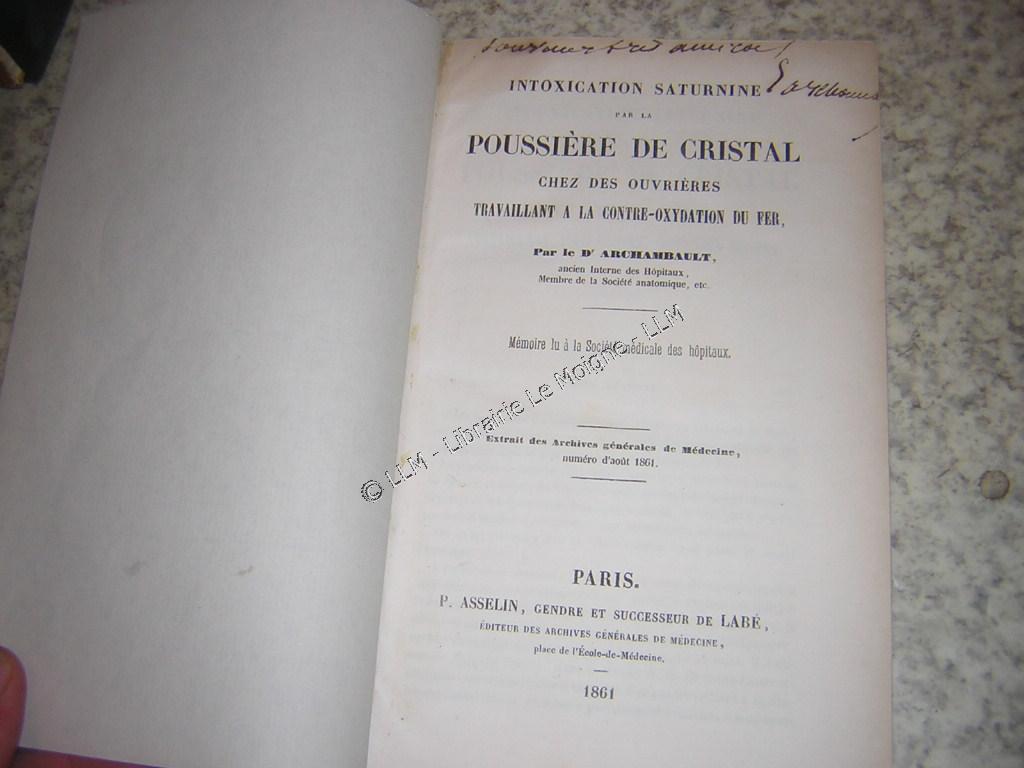 INTOXICATION SATURNINE
PAR LA
POUSSIÈRE DE CRISTAL
CHEZ DES OUVRIÈRES
TRAVAILLANT A LA CONTRE-OXYDATION DU FER,
Par le Dr ARCHAMBAULT,
ancien Interne des Hôpitaux,
Membre de la Société anatomique, etc.
Mémoire lu à la Société médicale des hôpitaux.
© LLM - Librairie Le Moigne - LLM
Extrait des Archives générales de Médecine,
numéro d'août 1861.
PARIS.
P. ASSELIN, GENDRE ET SUCCESSEUR DE LABÉ,
ÉDITEUR DES ARCHIVES GÉNÉRALES DE MÉDECINE,
place de l'École-de-Médecine.
1861